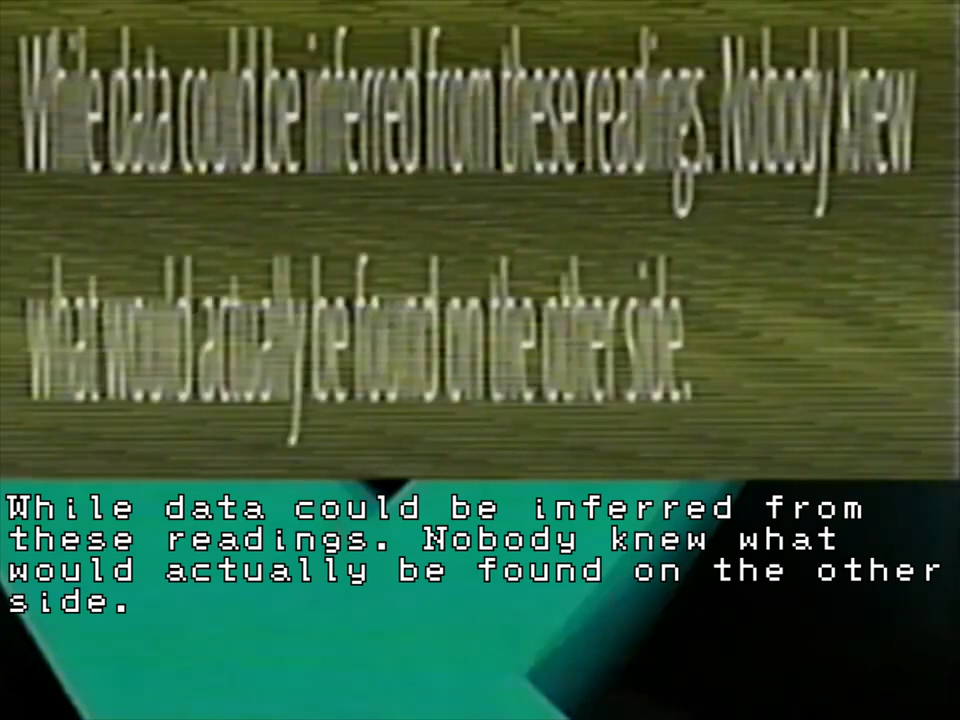 While data could be inferred from these readings. Nobody knew
what would actually be found on the other side.
While data could be inferred from
these readings. Nobody knew what
would actually be found on the other
side.